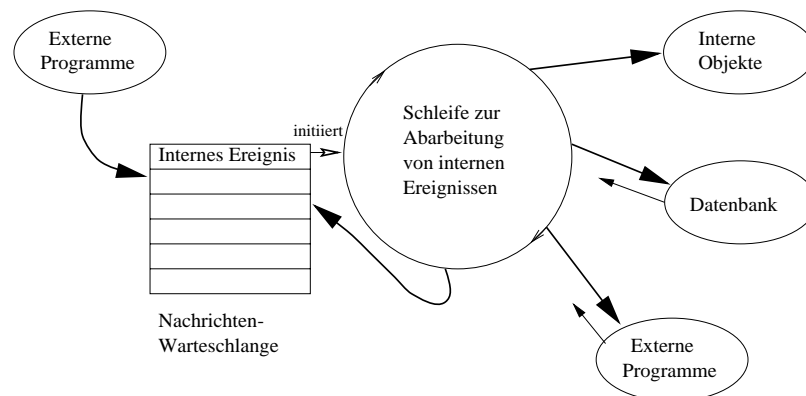 Externe
Programme
Interne
Objekte
Schleife zur
Abarbeitung
von internen
Ereignissen
initiiert
Internes Ereignis
Datenbank
Nachrichten-
Warteschlange
Externe
Programme